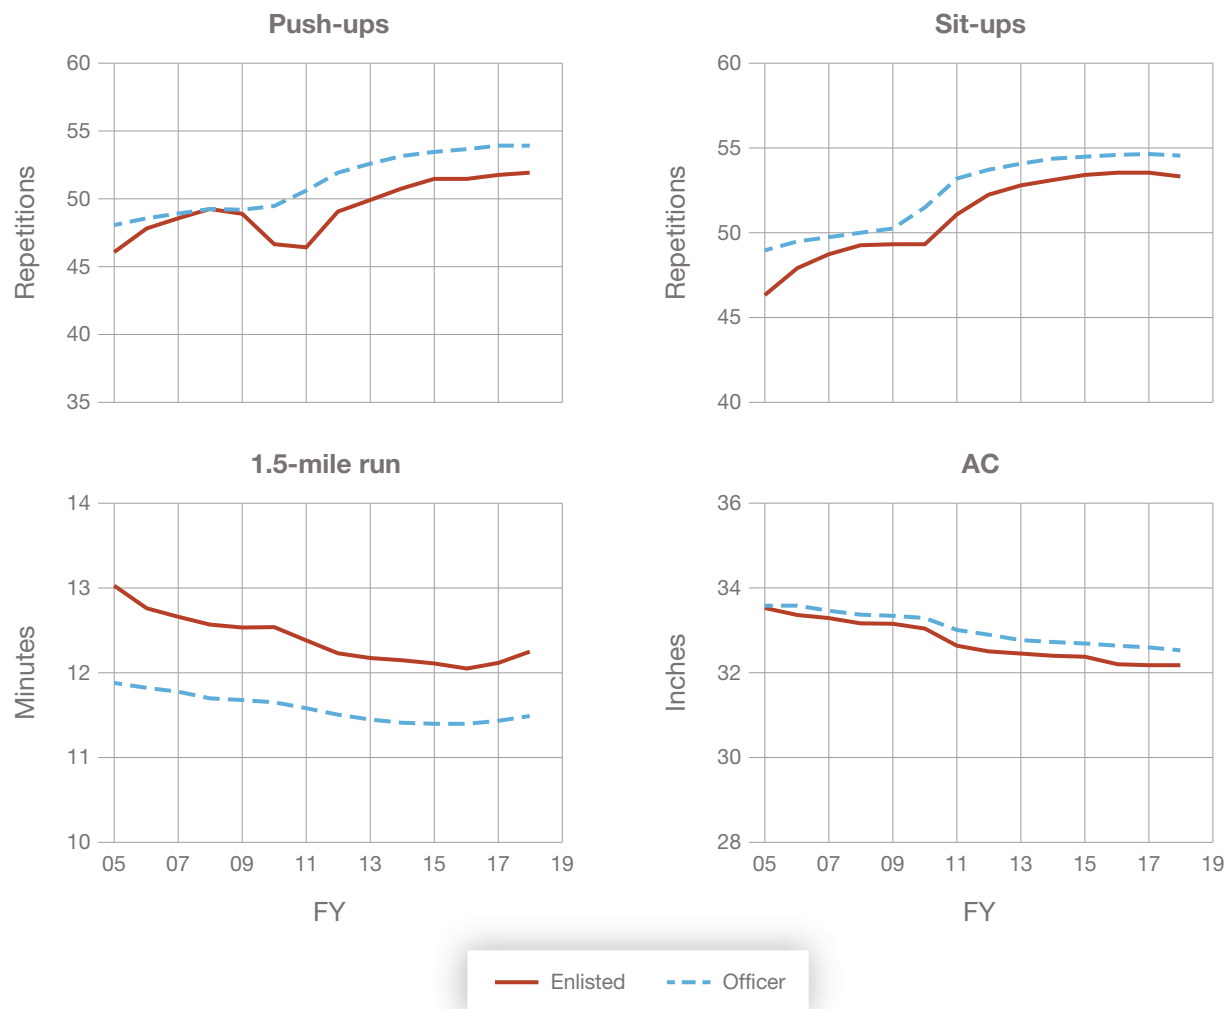 Push-ups
60
55
50
45
40
35
Repetitions
Sit-ups
60
55
50
45
40
Repetitions
1.5-mile run
14
13
12
11
10
Minutes
05 07 09 11 13 15 17 19
FY
AC
36
34
32
30
28
Inches
05 07 09 11 13 15 17 19
FY
Enlisted Officer